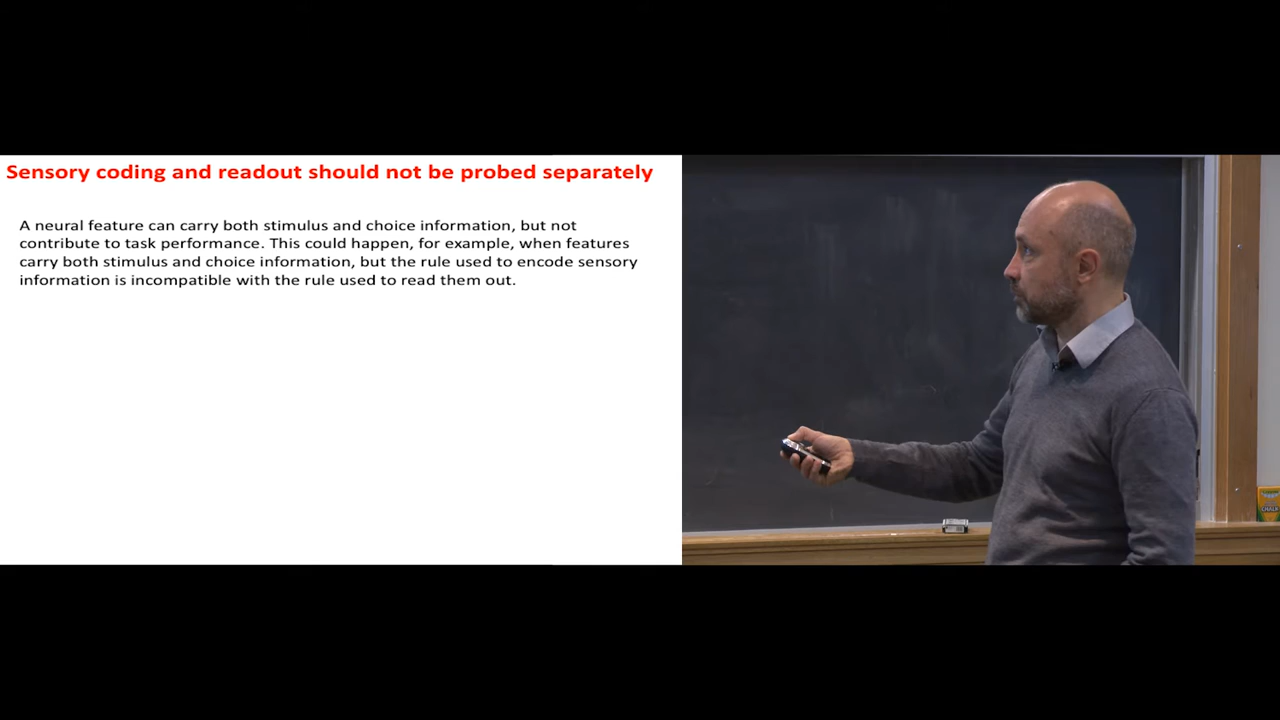 Sensory coding and readout should not be probed separately
A neural feature can carry both stimulus and choice information, but not
contribute to task performance. This could happen, for example, when features
carry both stimulus and choice information, but the rule used to encode sensory
information is incompatible with the rule used to read them out.
CHALK